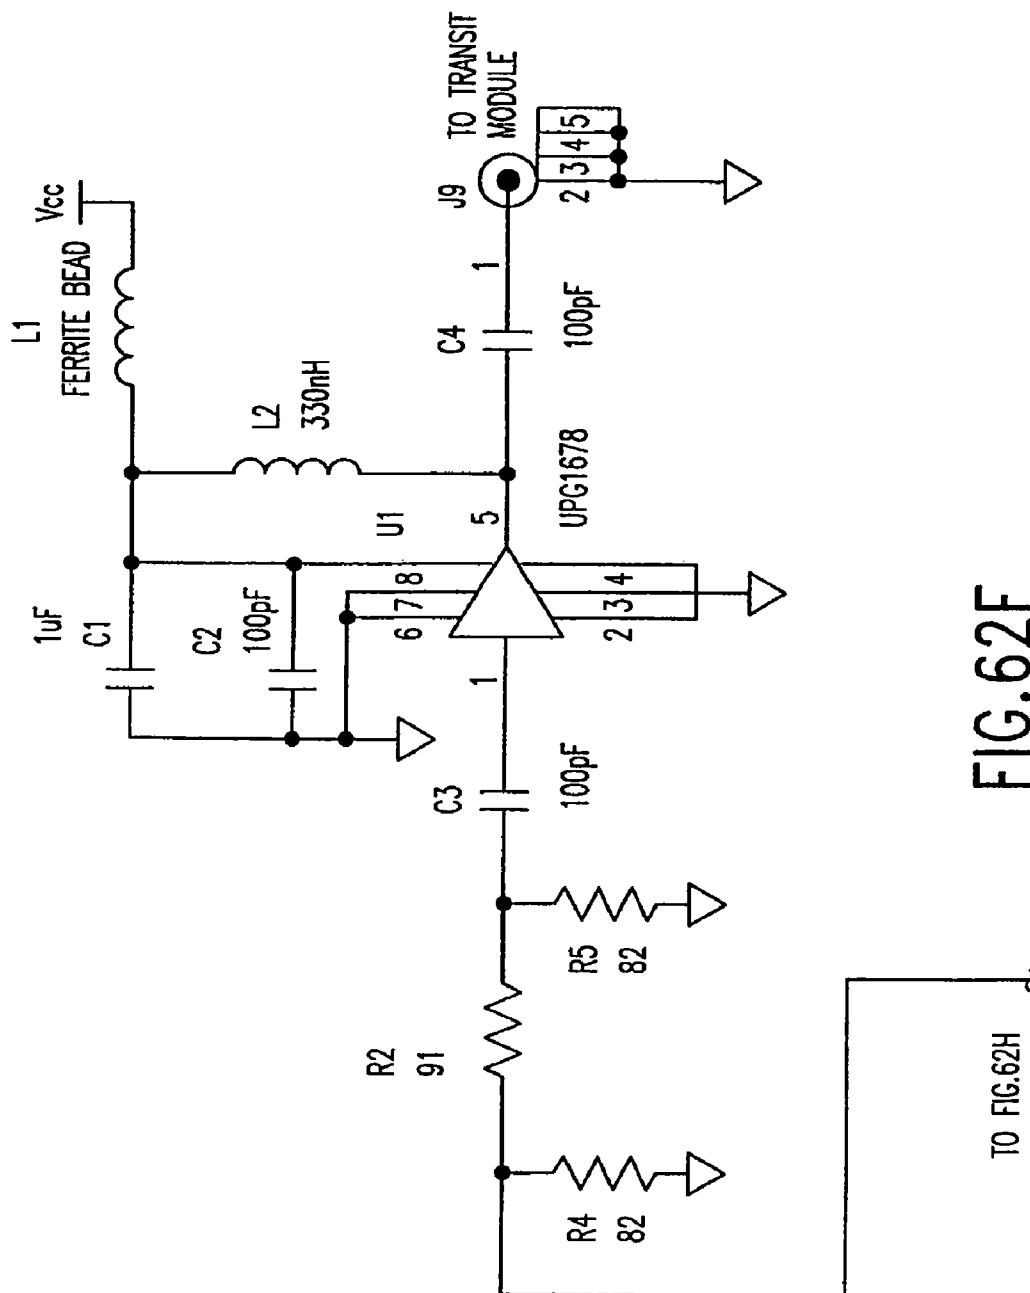 TO TRANSIT
MODULE
J9
2 3 4 5
Vcc
L1
FERRITE BEAD
1
C4
100pF
L2
330nH
U1
5
UPG1678
6 7 8
2 3 4
1uF
C1
C2
100pF
1
C3
100pF
R5
82
R2
91
R4
82
TO FIG.62H
FIG.62F